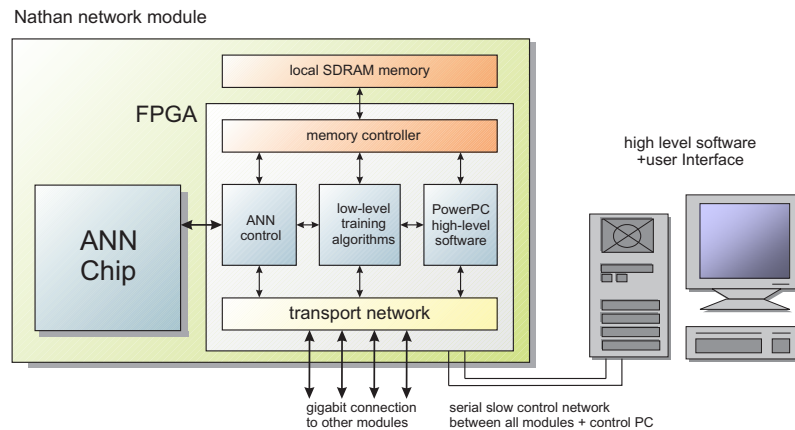 Nathan network module
local SDRAM memory
FPGA
memory controller
high level software
+user Interface
ANN
Chip
ANN
control
low-level
training
algorithms
PowerPC
high-level
software
transport network
gigabit connection
to other modules
serial slow control network
between all modules + control PC